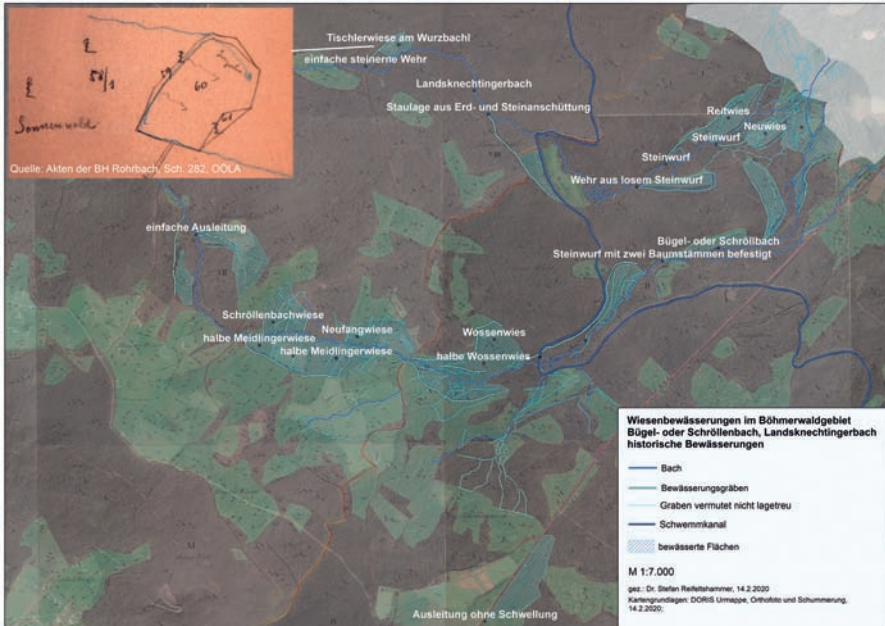 58/1
59
60
61
Sonnenwald
Quelle: Akten der BH Rohrbach, Sch. 282, OÖLA
Tischlerwiese am Wurzbachl
einfache steinerne Wehr
Landsknechtingerbach
Staulage aus Erd- und Steinanschüttung
Reitwies
Neuwies
Steinwurf
Steinwurf
Wehr aus losem Steinwurf
einfache Ausleitung
Bügel- oder Schröllbach
Steinwurf mit zwei Baumstämmen befestigt
Schröllenbachwiese
Neufangwiese
halbe Meidlingerwiese
halbe Meidlingerwiese
Wossenwies
halbe Wossenwies
Ausleitung ohne Schwellung
Wiesenbewässerungen im Böhmerwaldgebiet
Bügel- oder Schröllenbach, Landsknechtingerbach
historische Bewässerungen
Bach
Bewässerungsgräben
Graben vermutet nicht lagetreu
Schwemmkanal
bewässerte Flächen
M 1:7.000
gez.: Dr. Stefan Reifeltshammer, 14.2.2020
Kartengrundlagen: DORIS Urmappe, Orthofoto und Schummerung,
14.2.2020;